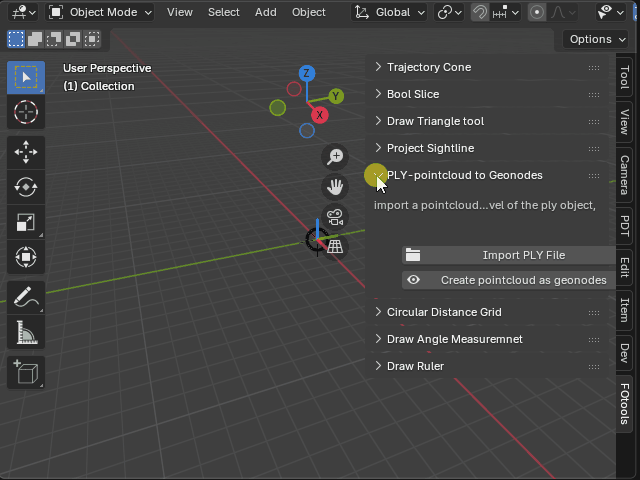 Object Mode View Select Add Object Global
Options
User Perspective
(1) Collection
Z
Y
X
Trajectory Cone
Bool Slice
Draw Triangle tool
Project Sightline
PLY-pointcloud to Geonodes
import a pointcloud...vel of the ply object,
Import PLY File
Create pointcloud as geonodes
Circular Distance Grid
Draw Angle Measuremnet
Draw Ruler
Tool
View
Camera
PDT
Edit
Item
Dev
FOtools